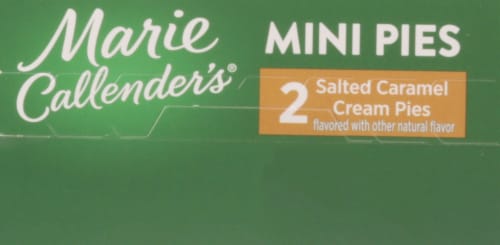 Marie
Callender's®
MINI PIES
2
Salted Caramel
Cream Pies
flavored with other natural flavor